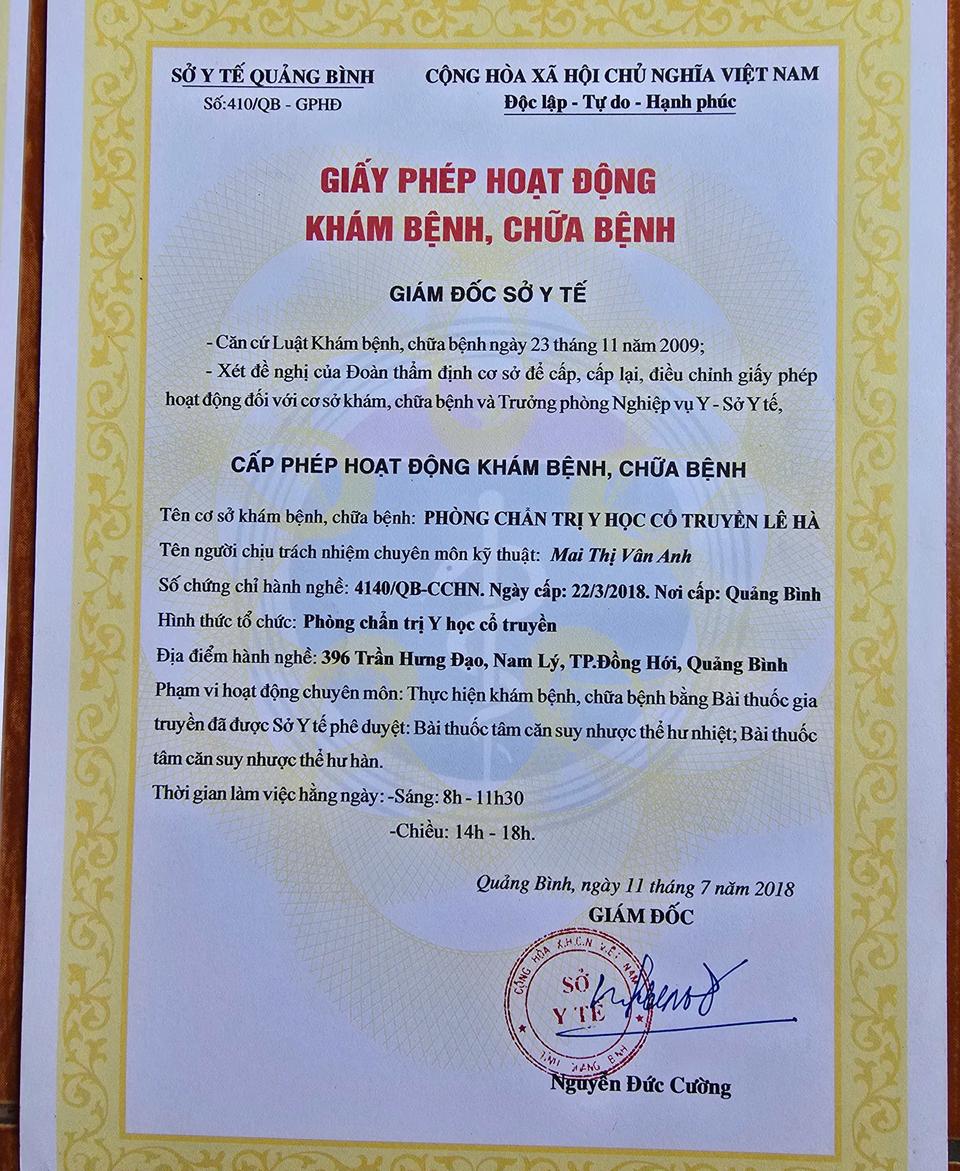 SỞ Y TẾ QUẢNG BÌNH
Số:410/QB - GPHĐ
CỘNG HÒA XÃ HỘI CHỦ NGHĨA VIỆT NAM
Độc lập - Tự do - Hạnh phúc
GIẤY PHÉP HOẠT ĐỘNG
KHÁM BỆNH, CHỮA BỆNH
GIÁM ĐỐC SỞ Y TẾ
- Căn cứ Luật Khám bệnh, chữa bệnh ngày 23 tháng 11 năm 2009;
- Xét đề nghị của Đoàn thẩm định cơ sở để cấp, cấp lại, điều chỉnh giấy phép
hoạt động đối với cơ sở khám, chữa bệnh và Trưởng phòng Nghiệp vụ Y - Sở Y tế,
CẤP PHÉP HOẠT ĐỘNG KHÁM BỆNH, CHỮA BỆNH
Tên cơ sở khám bệnh, chữa bệnh: PHÒNG CHẨN TRỊ Y HỌC CỔ TRUYỀN LÊ HÀ
Tên người chịu trách nhiệm chuyên môn kỹ thuật: Mai Thị Vân Anh
Số chứng chỉ hành nghề: 4140/QB-CCHN. Ngày cấp: 22/3/2018. Nơi cấp: Quảng Bình
Hình thức tổ chức: Phòng chẩn trị Y học cổ truyền
Địa điểm hành nghề: 396 Trần Hưng Đạo, Nam Lý, TP.Đồng Hới, Quảng Bình
Phạm vi hoạt động chuyên môn: Thực hiện khám bệnh, chữa bệnh bằng Bài thuốc gia
truyền đã được Sở Y tế phê duyệt: Bài thuốc tâm căn suy nhược thể hư nhiệt; Bài thuốc
tâm căn suy nhược thể hư hàn.
Thời gian làm việc hằng ngày: -Sáng: 8h - 11h30
-Chiều: 14h - 18h.
Quảng Bình, ngày 11 tháng 7 năm 2018
GIÁM ĐỐC
CỘNG HÒA X.H.C.N VIỆT NAM
SỞ
Y TẾ
TỈNH QUẢNG BÌNH
Nguyễn Đức Cường